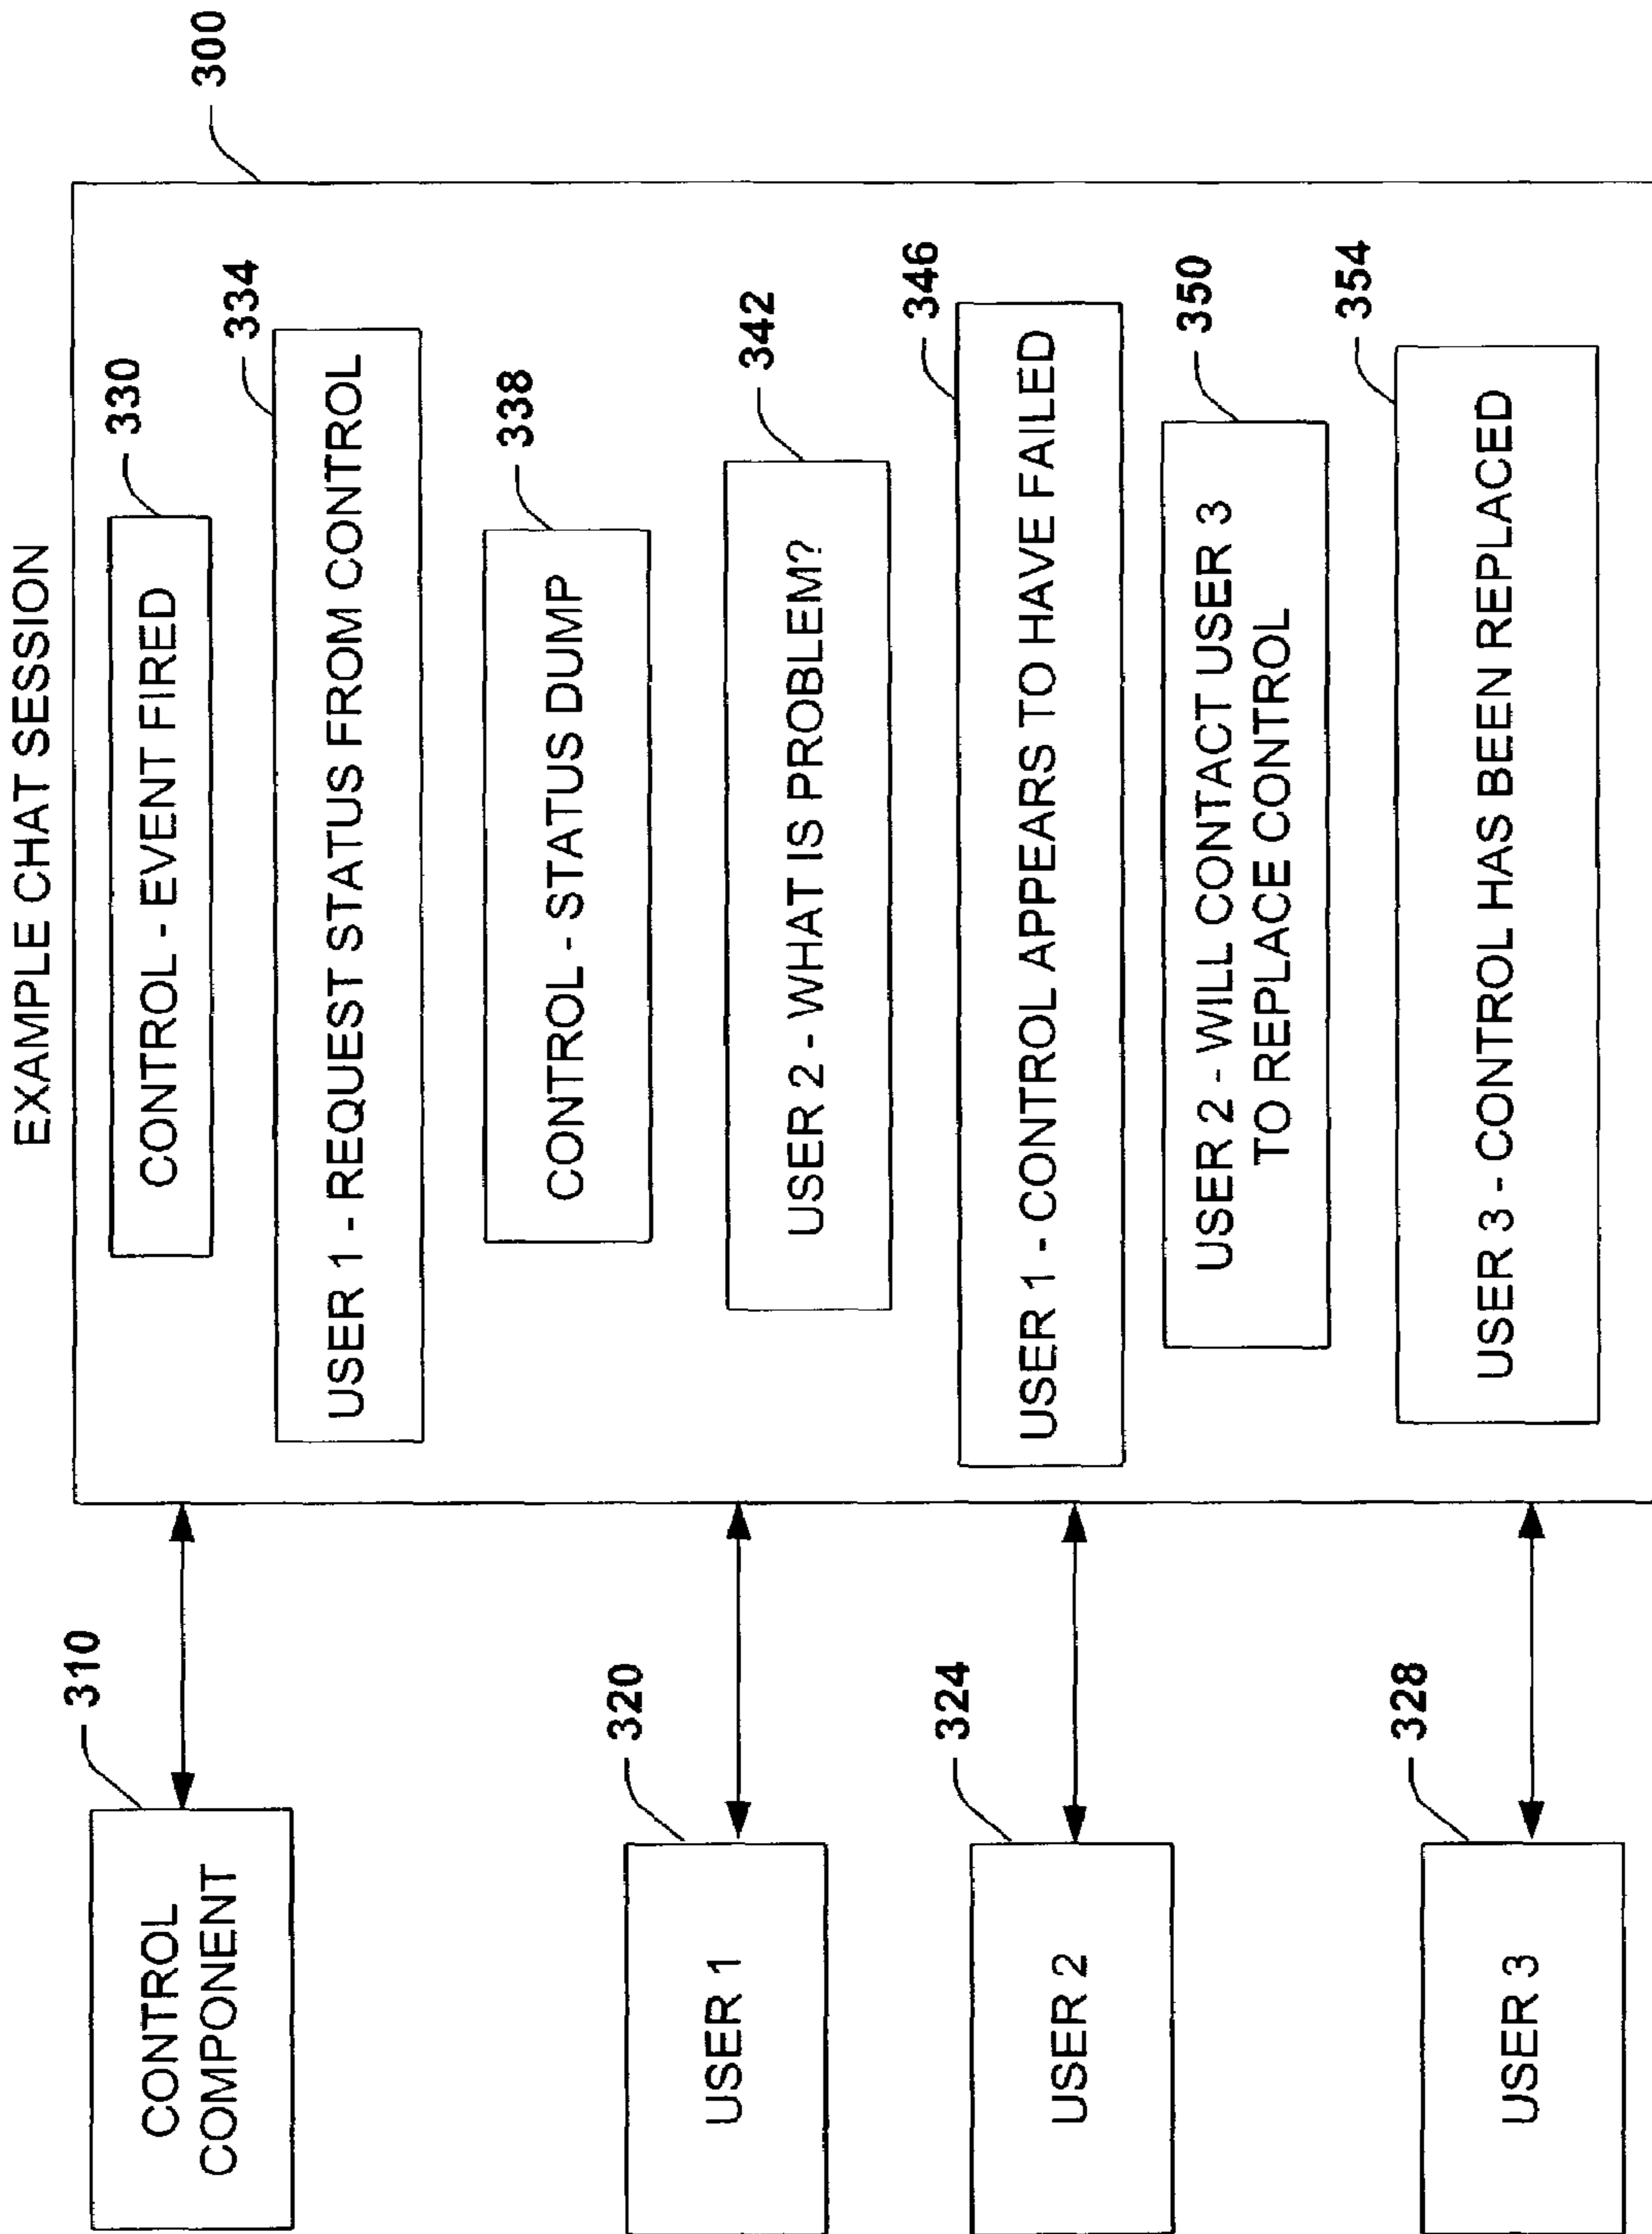 EXAMPLE CHAT SESSION
300
310
CONTROL
COMPONENT
330
CONTROL - EVENT FIRED
334
USER 1 - REQUEST STATUS FROM CONTROL
338
CONTROL - STATUS DUMP
320
USER 1
342
USER 2 - WHAT IS PROBLEM?
324
USER 2
346
USER 1 - CONTROL APPEARS TO HAVE FAILED
350
USER 2 - WILL CONTACT USER 3
TO REPLACE CONTROL
328
USER 3
354
USER 3 - CONTROL HAS BEEN REPLACED